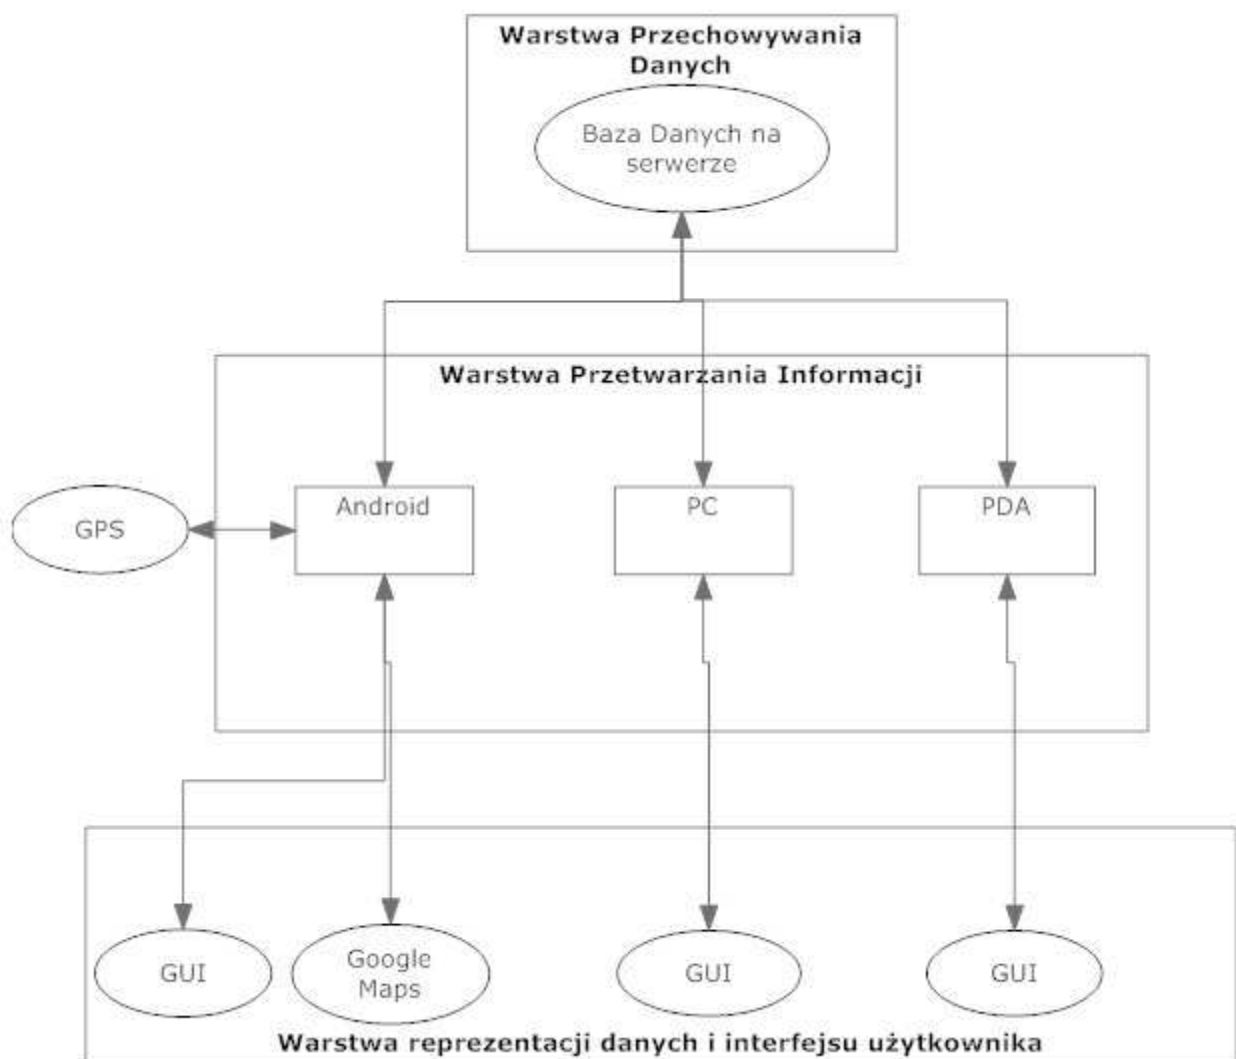 Warstwa Przechowywania
Danych
Baza Danych na
serwerze
Warstwa Przetwarzania Informacji
Android
PC
PDA
GPS
GUI
Google
Maps
GUI
GUI
Warstwa reprezentacji danych i interfejsu użytkownika